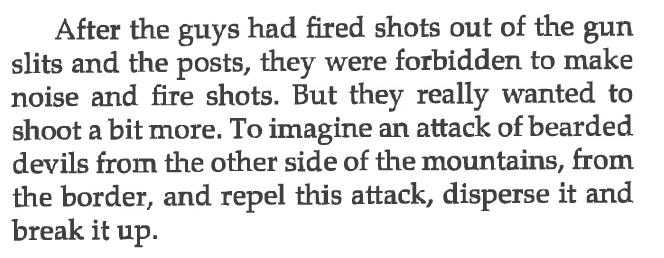 After the guys had fired shots out of the gun
slits and the posts, they were forbidden to make
noise and fire shots. But they really wanted to
shoot a bit more. To imagine an attack of bearded
devils from the other side of the mountains, from
the border, and repel this attack, disperse it and
break it up.